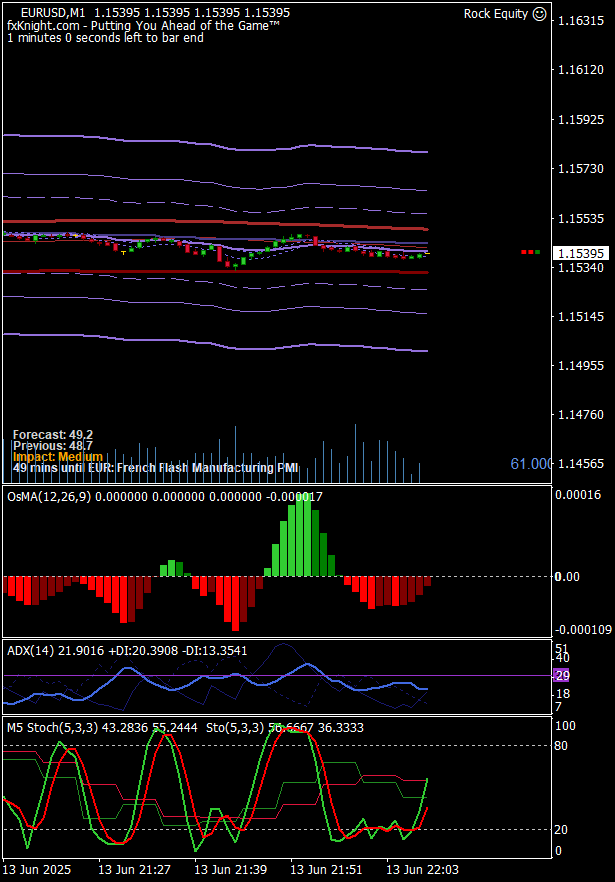 EURUSD,M1 1.15395 1.15395 1.15395 1.15395
Rock Equity
fxKnight.com - Putting You Ahead of the Game™
1 minutes 0 seconds left to bar end
1.16315
1.16120
1.15925
1.15730
1.15535
1.15395
1.15340
1.15145
1.14955
1.14760
1.14565
Forecast: 49.2
Previous: 48.7
Impact: Medium
49 mins until EUR: French Flash Manufacturing PMI
61.000
OsMA(12,26,9) 0.000000 0.000000 0.000000 -0.000017
0.00016
0.00
-0.000109
ADX(14) 21.9016 +DI:20.3908 -DI:13.3541
51
40
29
18
7
M5 Stoch(5,3,3) 43.2836 55.2444 Sto(5,3,3) 36.3333
100
80
20
0
13 Jun 2025
13 Jun 21:27
13 Jun 21:39
13 Jun 21:51
13 Jun 22:03